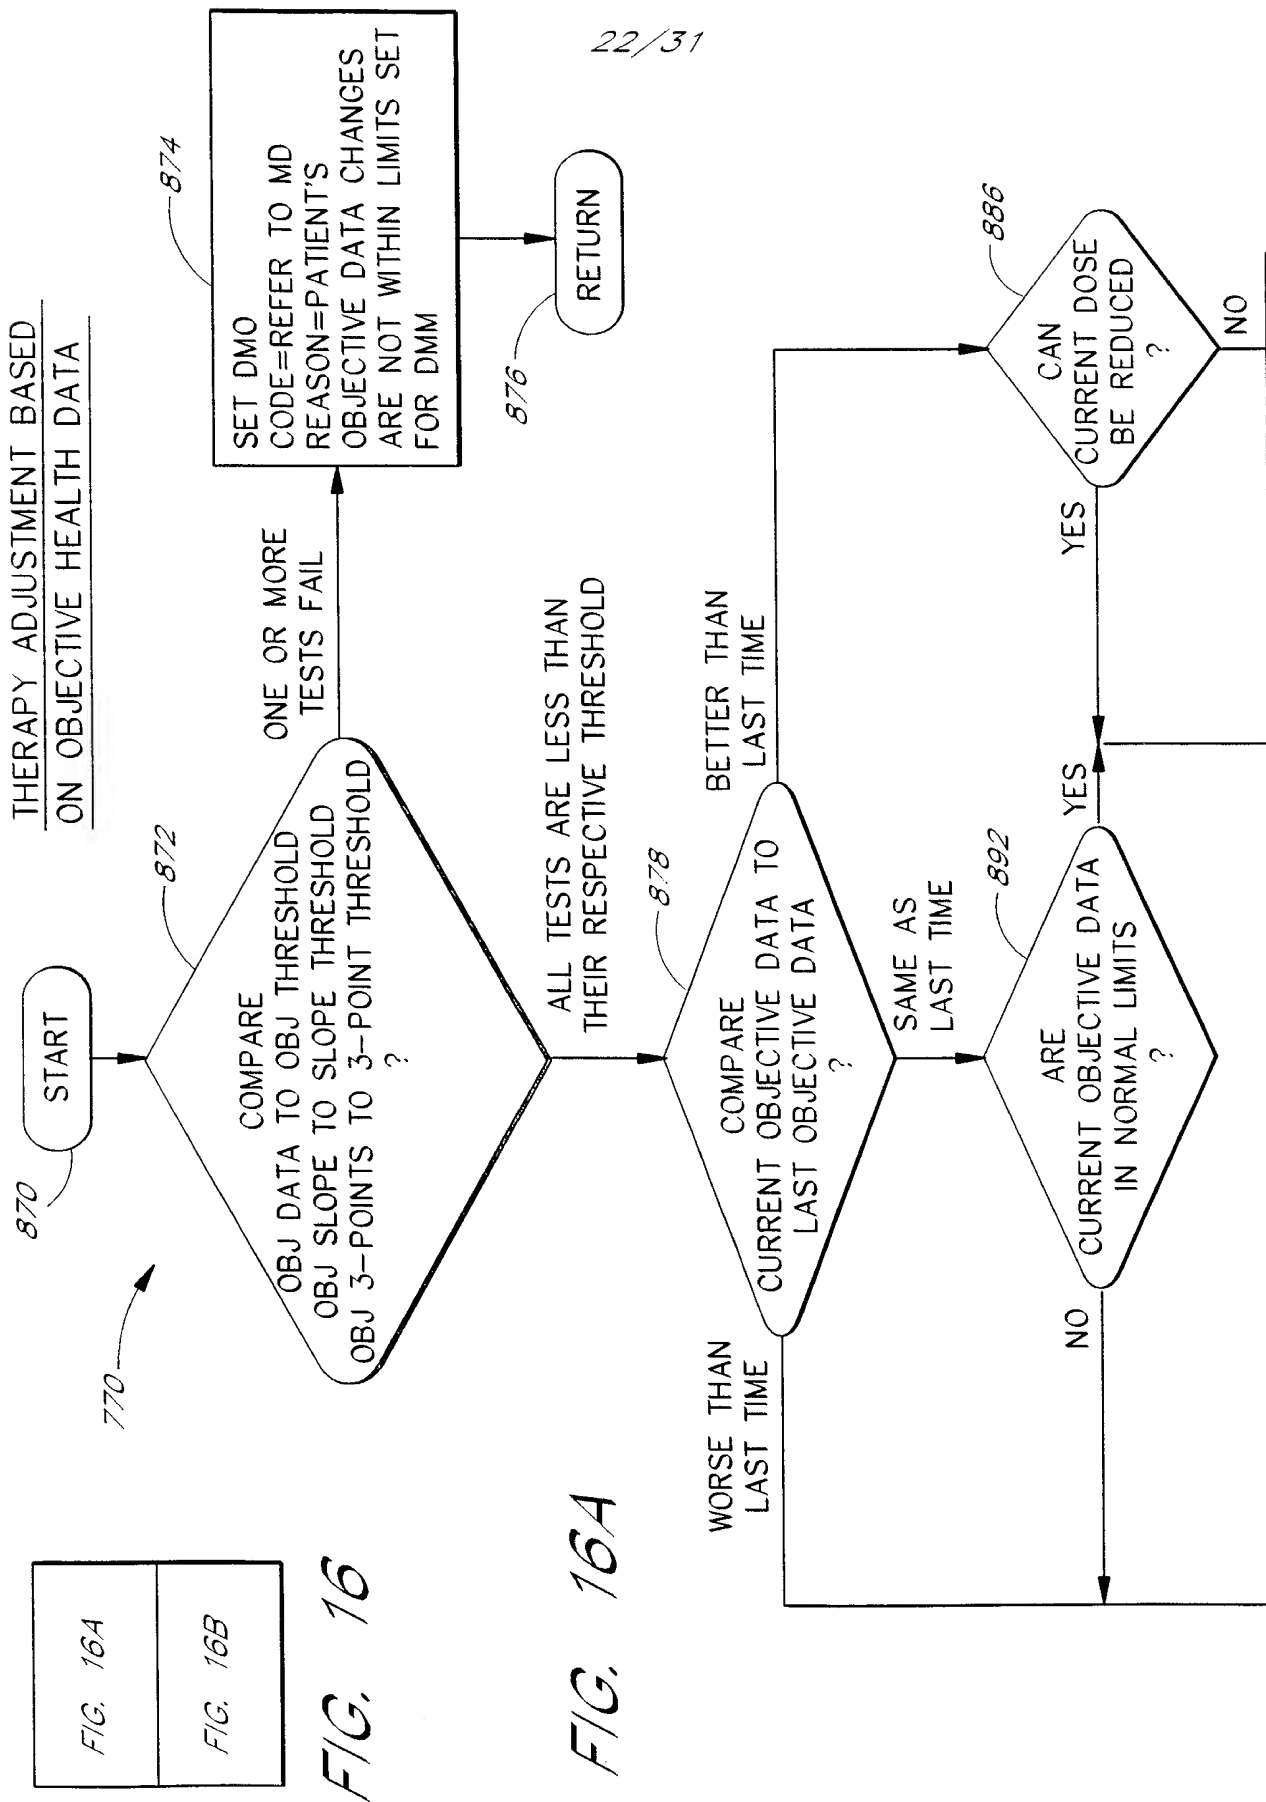 22/31
THERAPY ADJUSTMENT BASED
ON OBJECTIVE HEALTH DATA
FIG. 16A
FIG. 16B
FIG. 16
FIG. 16A
770
870
START
872
COMPARE
OBJ DATA TO OBJ THRESHOLD
OBJ SLOPE TO SLOPE THRESHOLD
OBJ 3-POINTS TO 3-POINT THRESHOLD
?
ONE OR MORE
TESTS FAIL
874
SET DMO
CODE=REFER TO MD
REASON=PATIENT'S
OBJECTIVE DATA CHANGES
ARE NOT WITHIN LIMITS SET
FOR DMM
876
RETURN
ALL TESTS ARE LESS THAN
THEIR RESPECTIVE THRESHOLD
878
COMPARE
CURRENT OBJECTIVE DATA TO
LAST OBJECTIVE DATA
?
WORSE THAN
LAST TIME
BETTER THAN
LAST TIME
SAME AS
LAST TIME
886
CAN
CURRENT DOSE
BE REDUCED
?
YES
NO
892
ARE
CURRENT OBJECTIVE DATA
IN NORMAL LIMITS
?
YES
NO